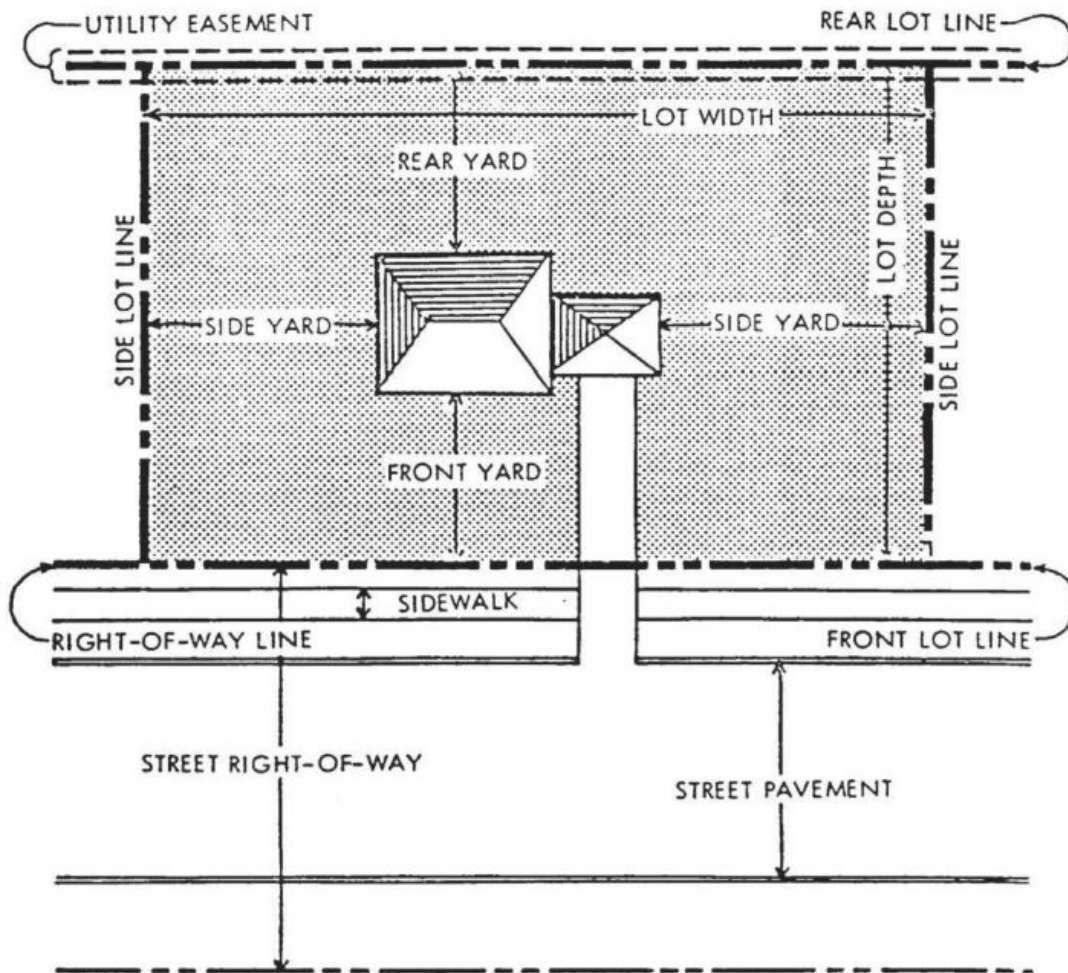 UTILITY EASEMENT
REAR LOT LINE
LOT WIDTH
REAR YARD
LOT DEPTH
SIDE LOT LINE
SIDE YARD
SIDE YARD
SIDE LOT LINE
FRONT YARD
SIDEWALK
RIGHT-OF-WAY LINE
FRONT LOT LINE
STREET RIGHT-OF-WAY
STREET PAVEMENT